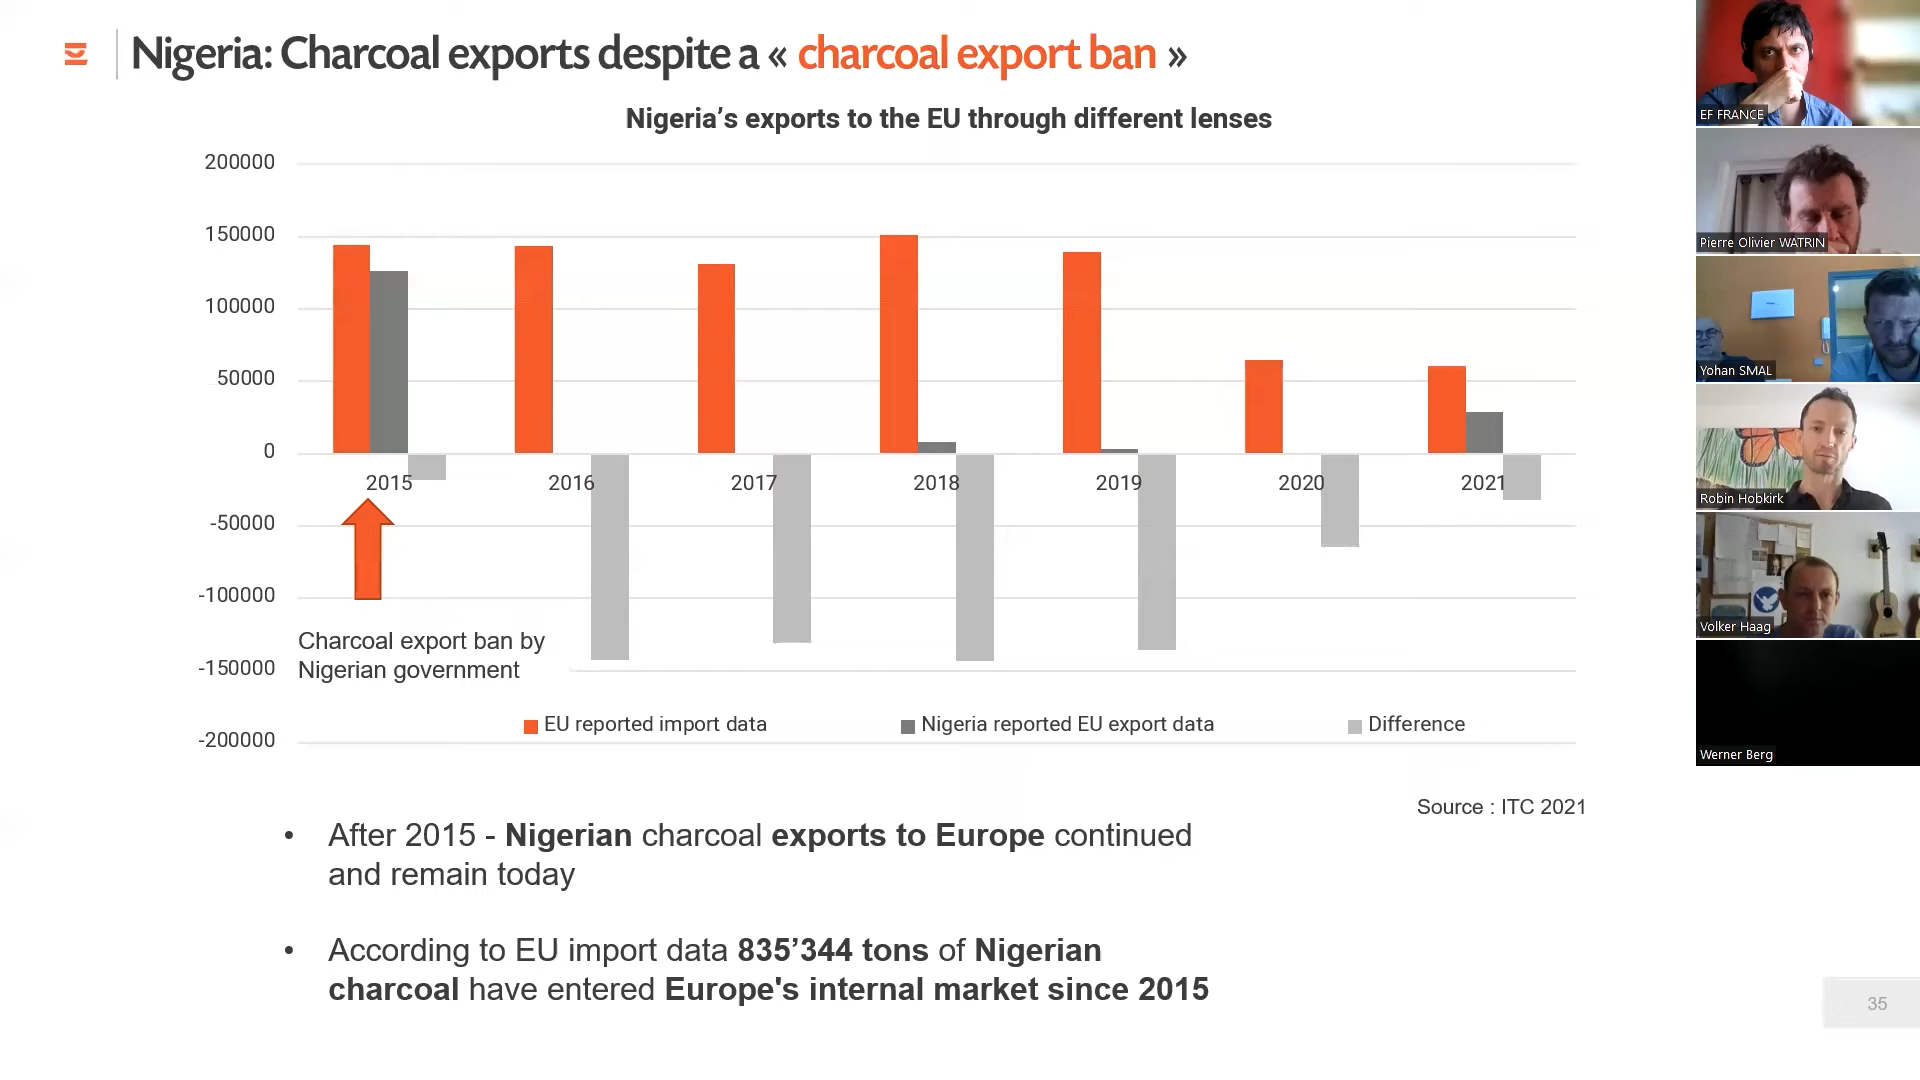 Nigeria: Charcoal exports despite a « charcoal export ban »
Nigeria’s exports to the EU through different lenses
200000
150000
100000
50000
0
-50000
-100000
-150000
-200000
2015
2016
2017
2018
2019
2020
2021
Charcoal export ban by
Nigerian government
EU reported import data
Nigeria reported EU export data
Difference
Source : ITC 2021
• After 2015 - Nigerian charcoal exports to Europe continued
and remain today
• According to EU import data 835’344 tons of Nigerian
charcoal have entered Europe's internal market since 2015
35
EF FRANCE
Pierre Olivier WATRIN
Yohan SMAL
Robin Hobkirk
Volker Haag
Werner Berg